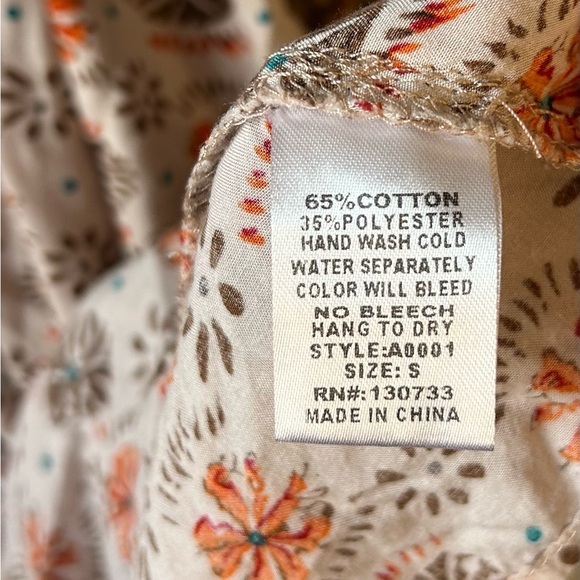 65%COTTON
35%POLYESTER
HAND WASH COLD
WATER SEPARATELY
COLOR WILL BLEED
NO BLEECH
HANG TO DRY
STYLE:A0001
SIZE: S
RN#:130733
MADE IN CHINA